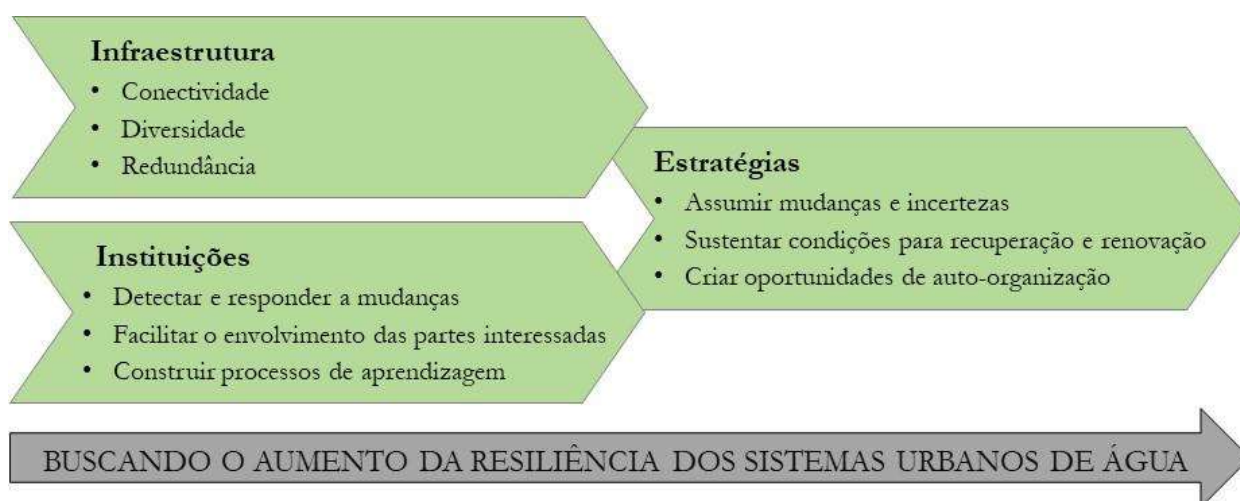 Infraestrutura
• Conectividade
• Diversidade
• Redundância
Instituições
• Detectar e responder a mudanças
• Facilitar o envolvimento das partes interessadas
• Construir processos de aprendizagem
Estratégias
• Assumir mudanças e incertezas
• Sustentar condições para recuperação e renovação
• Criar oportunidades de auto-organização
BUSCANDO O AUMENTO DA RESILIÊNCIA DOS SISTEMAS URBANOS DE ÁGUA